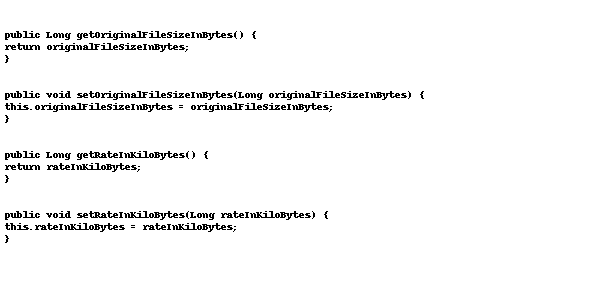 public Long getOriginalFileSizeInBytes() {
return originalFileSizeInBytes;
}
public void setOriginalFileSizeInBytes(Long originalFileSizeInBytes) {
this.originalFileSizeInBytes = originalFileSizeInBytes;
}
public Long getRateInKiloBytes() {
return rateInKiloBytes;
}
public void setRateInKiloBytes(Long rateInKiloBytes) {
this.rateInKiloBytes = rateInKiloBytes;
}